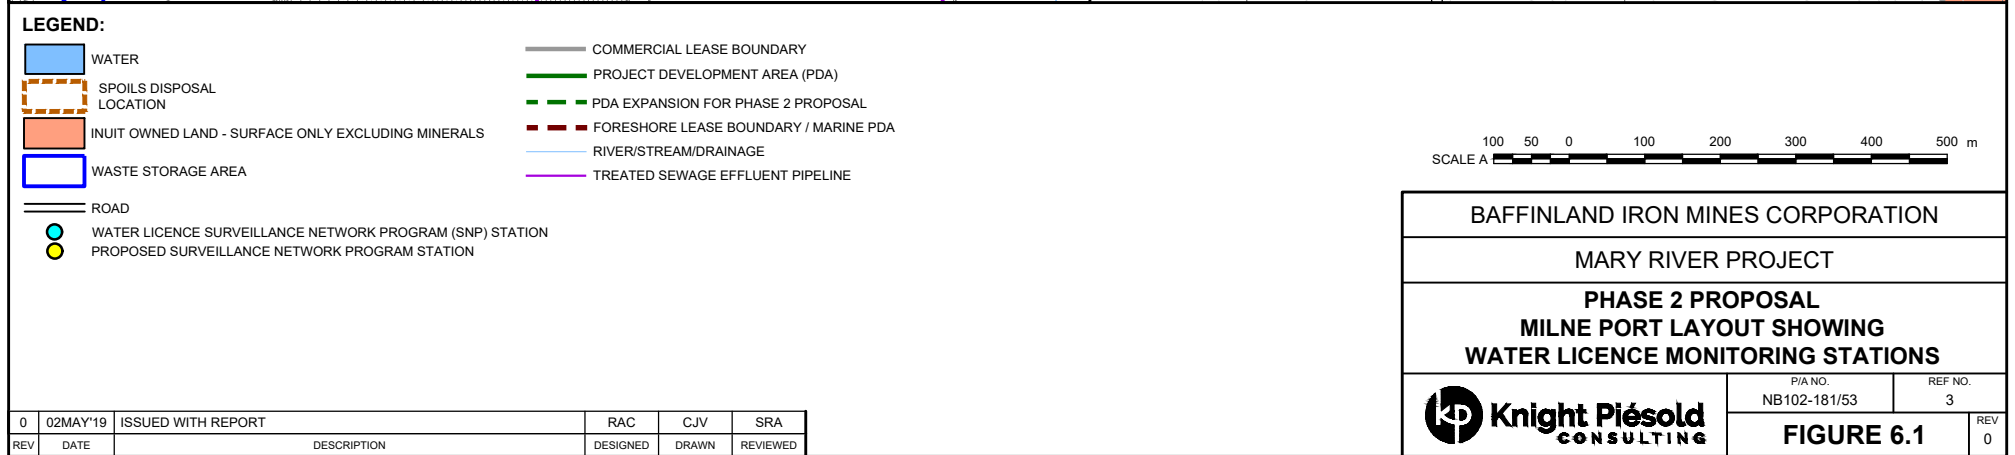 LEGEND:
WATER
SPOILS DISPOSAL
LOCATION
INUIT OWNED LAND - SURFACE ONLY EXCLUDING MINERALS
WASTE STORAGE AREA
ROAD
WATER LICENCE SURVEILLANCE NETWORK PROGRAM (SNP) STATION
PROPOSED SURVEILLANCE NETWORK PROGRAM STATION
COMMERCIAL LEASE BOUNDARY
PROJECT DEVELOPMENT AREA (PDA)
PDA EXPANSION FOR PHASE 2 PROPOSAL
FORESHORE LEASE BOUNDARY / MARINE PDA
RIVER/STREAM/DRAINAGE
TREATED SEWAGE EFFLUENT PIPELINE
100 50 0 100 200 300 400 500 m
SCALE A
BAFFINLAND IRON MINES CORPORATION
MARY RIVER PROJECT
PHASE 2 PROPOSAL
MILNE PORT LAYOUT SHOWING
WATER LICENCE MONITORING STATIONS
KP Knight Piésold
CONSULTING
P/A NO.
NB102-181/53
REF NO.
3
FIGURE 6.1
REV
0
0 02MAY'19 ISSUED WITH REPORT RAC CJV SRA
REV DATE DESCRIPTION DESIGNED DRAWN REVIEWED